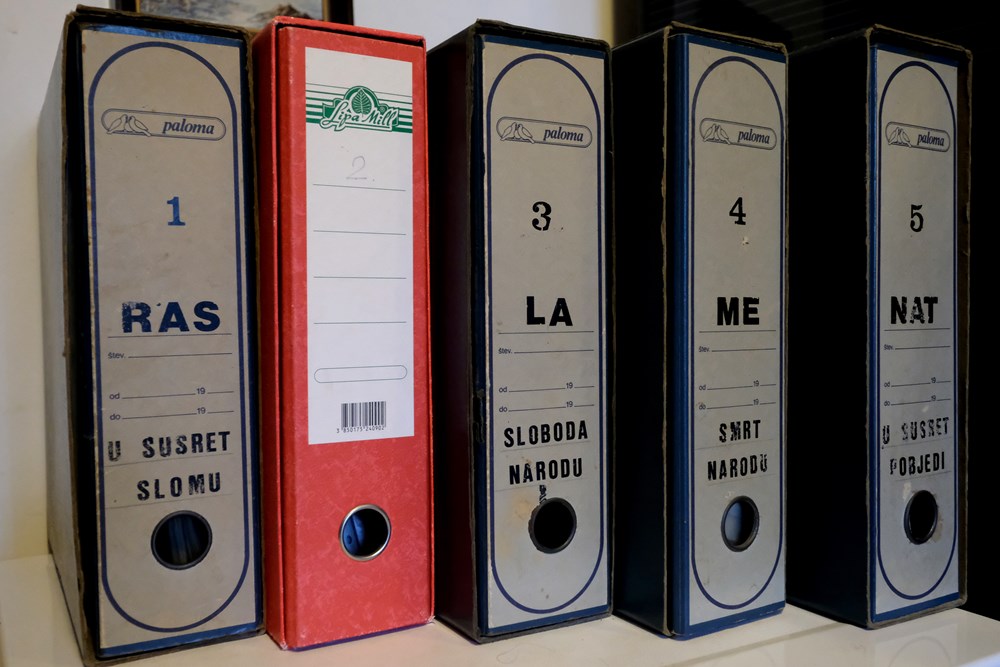 paloma
1
RAS
štev.
od 19
do 19
U SUSRET
SLOMU
Lipa Mill
2.
3850175240902
paloma
3
LA
štev.
od 19
do 19
SLOBODA
NARODU
paloma
4
ME
štev.
od 19
do 19
SMRT
NARODU
paloma
5
NAT
štev.
od 19
do 19
U SUSRET
POBJEDI